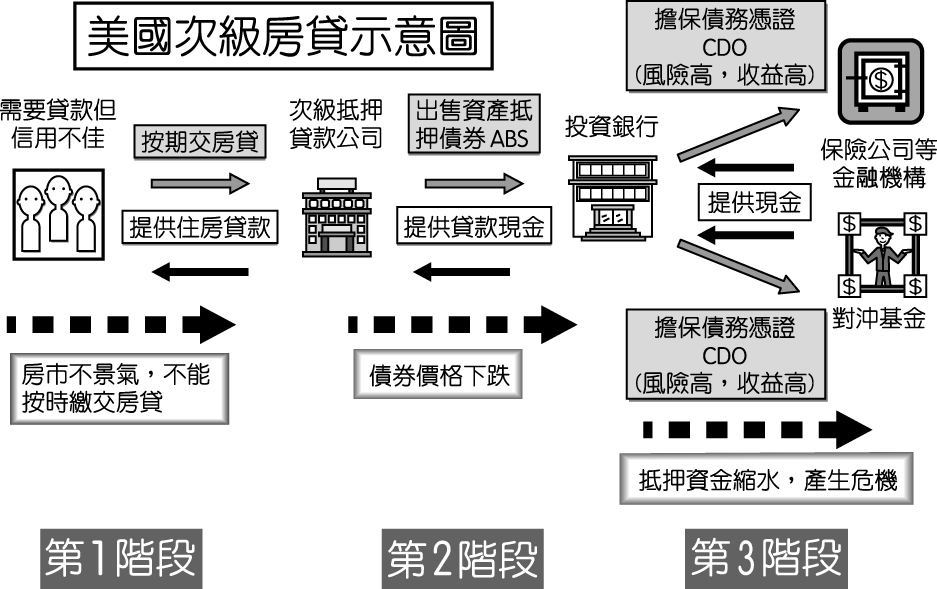 美國次級房貸示意圖
需要貸款但
信用不佳
按期交房貸
提供住房貸款
次級抵押
貸款公司
出售資產抵
押債券 ABS
提供貸款現金
投資銀行
擔保債務憑證
CDO
(風險高，收益高)
$
保險公司等
金融機構
提供現金
$
$
$
$
對沖基金
擔保債務憑證
CDO
(風險高，收益高)
房市不景氣，不能
按時繳交房貸
債券價格下跌
抵押資金縮水，產生危機
第1階段
第2階段
第3階段